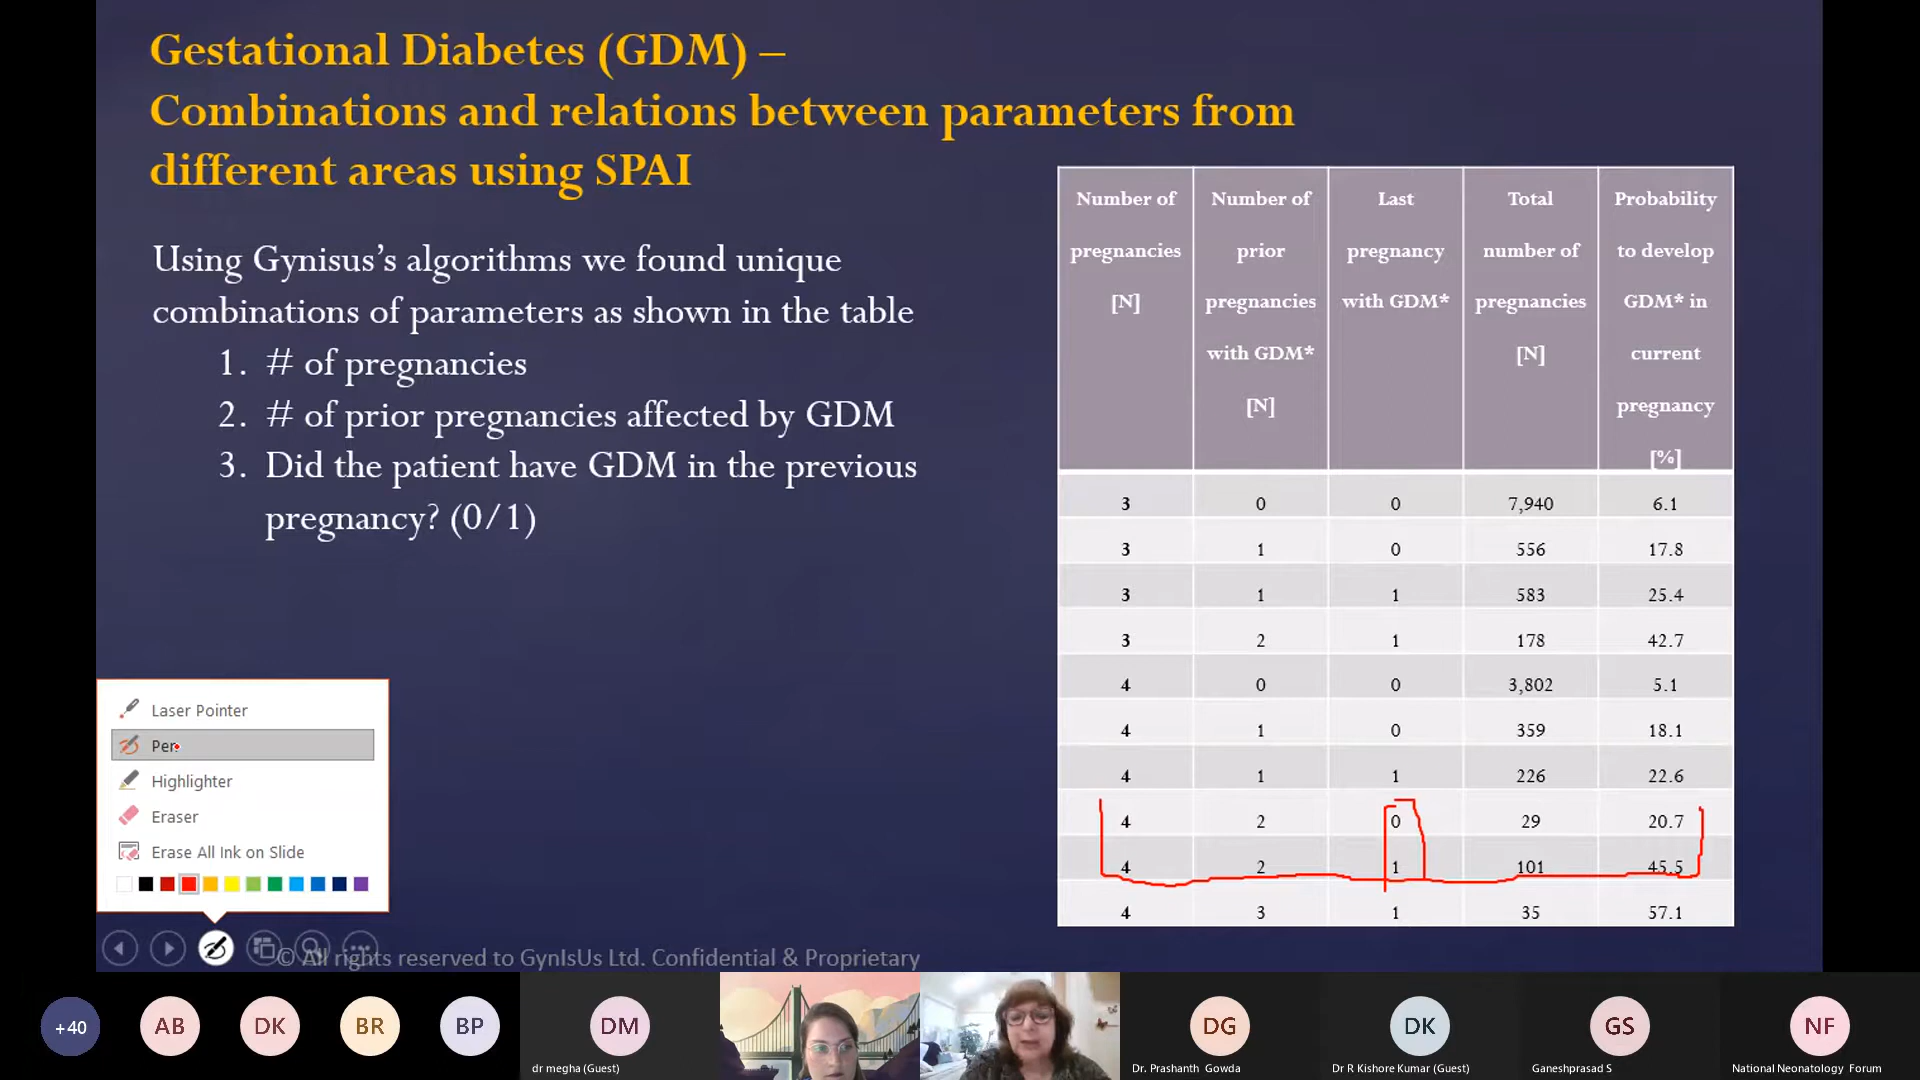 Gestational Diabetes (GDM) –
Combinations and relations between parameters from
different areas using SPAI
Using Gynisus’s algorithms we found unique
combinations of parameters as shown in the table
1. # of pregnancies
2. # of prior pregnancies affected by GDM
3. Did the patient have GDM in the previous
pregnancy? (0/1)
Number of pregnancies [N] Number of prior pregnancies with GDM* [N] Last pregnancy with GDM* Total number of pregnancies [N] Probability to develop GDM* in current pregnancy [%]
3 0 0 7,940 6.1
3 1 0 556 17.8
3 1 1 583 25.4
3 2 1 178 42.7
4 0 0 3,802 5.1
4 1 0 359 18.1
4 1 1 226 22.6
4 2 0 29 20.7
4 2 1 101 45.5
4 3 1 35 57.1
Laser Pointer
Pen
Highlighter
Eraser
Erase All Ink on Slide
© All rights reserved to GynIsUs Ltd. Confidential & Proprietary
+40 AB DK BR BP DM DG DK GS NF
dr megha (Guest) Dr. Prashanth Gowda Dr R Kishore Kumar (Guest) Ganeshprasad S National Neonatology Forum